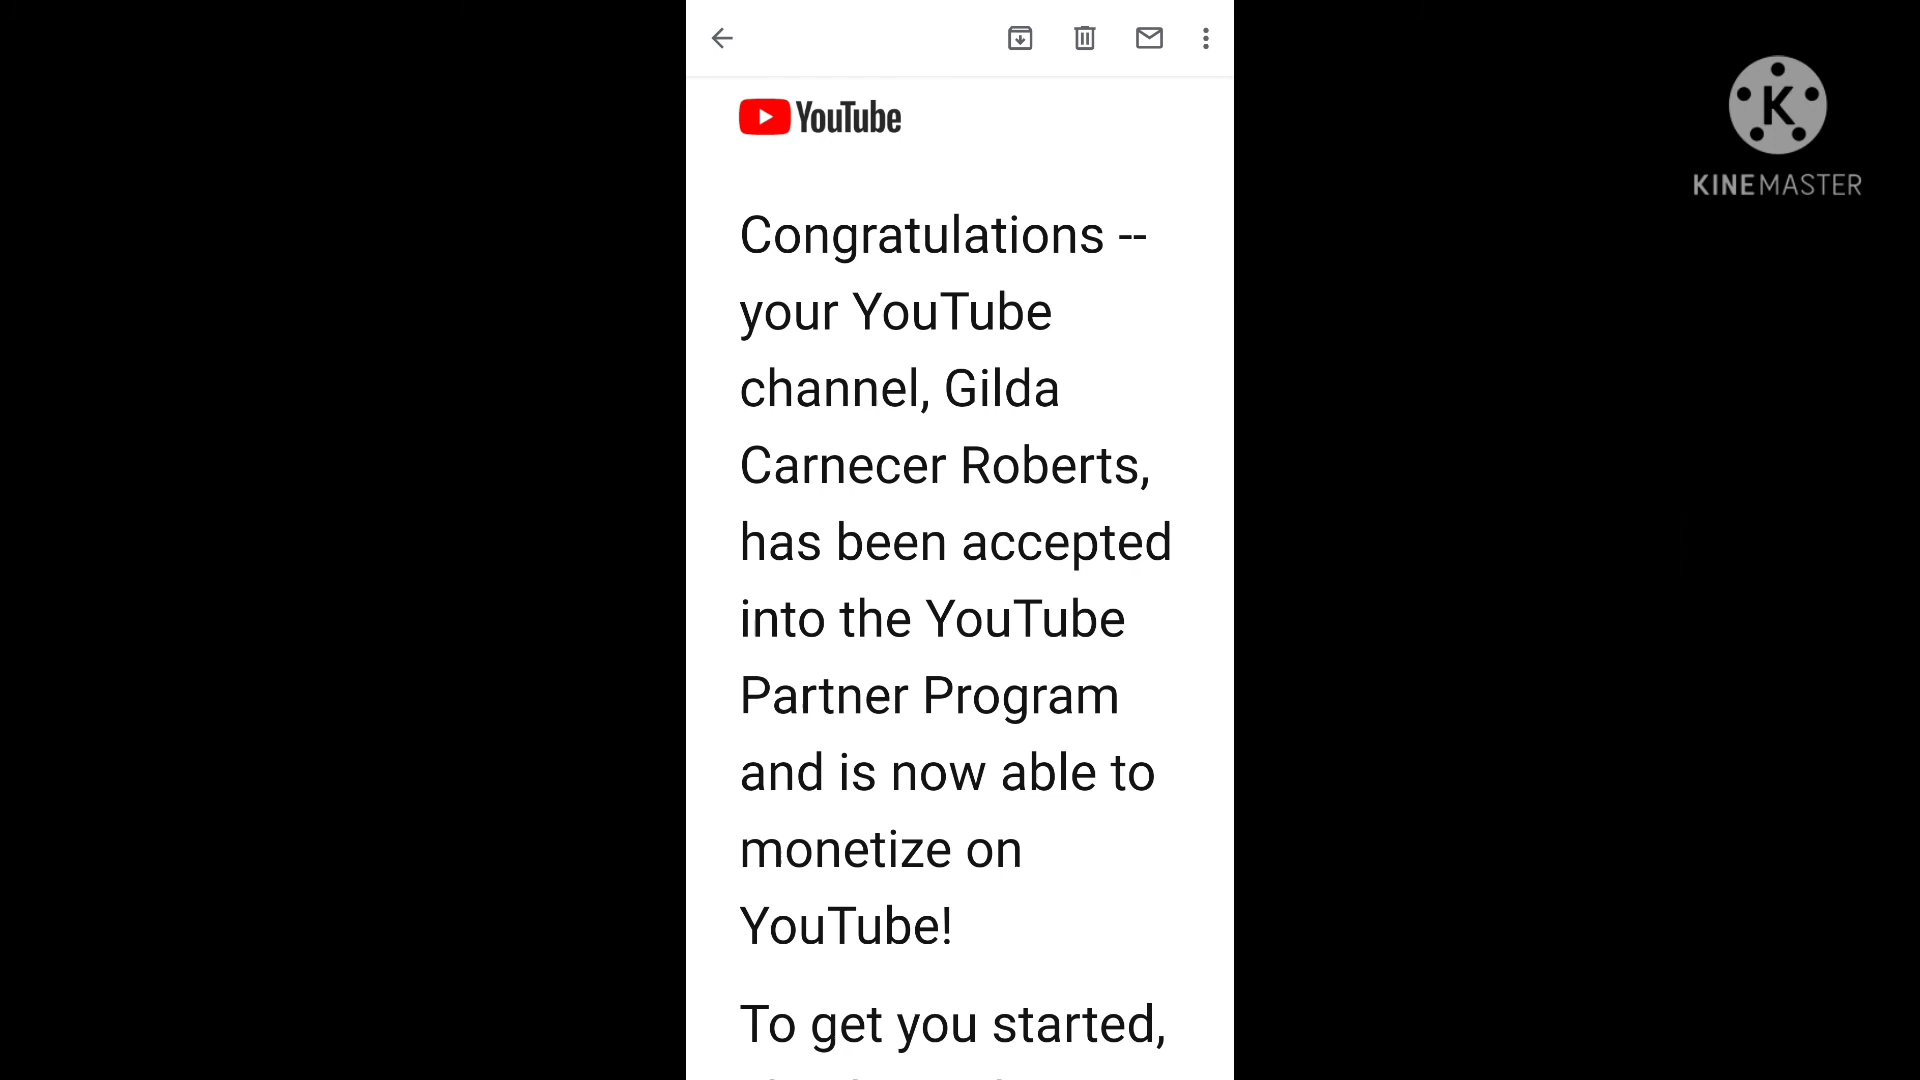 YouTube
K
KINEMASTER
Congratulations --
your YouTube
channel, Gilda
Carnecer Roberts,
has been accepted
into the YouTube
Partner Program
and is now able to
monetize on
YouTube!
To get you started,